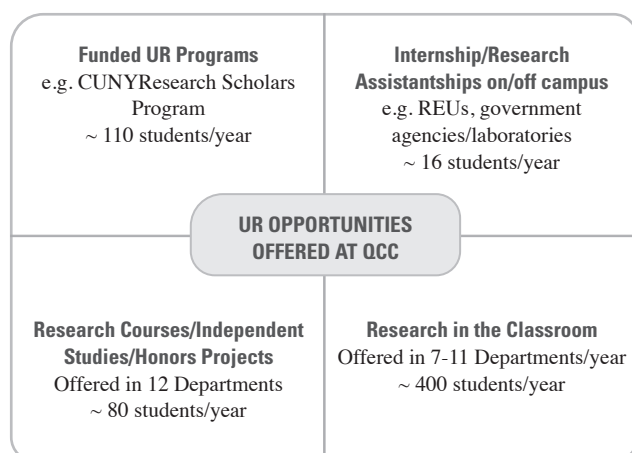 Funded UR Programs
e.g. CUNYResearch Scholars
Program
~ 110 students/year
Internship/Research
Assistantships on/off campus
e.g. REUs, government
agencies/laboratories
~ 16 students/year
UR OPPORTUNITIES
OFFERED AT QCC
Research Courses/Independent
Studies/Honors Projects
Offered in 12 Departments
~ 80 students/year
Research in the Classroom
Offered in 7-11 Departments/year
~ 400 students/year